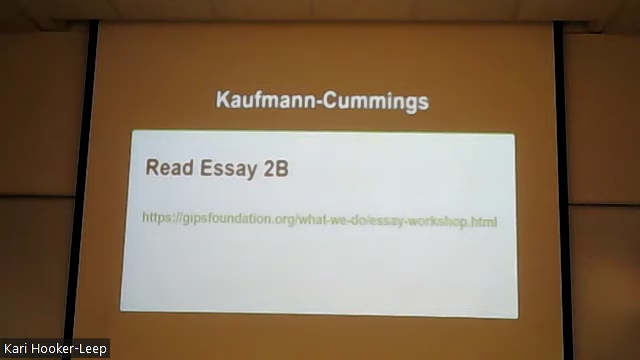 Kaufmann-Cummings
Read Essay 2B
https://gipsfoundation.org/what-we-do/essay-workshop.html
Kari Hooker-Leep